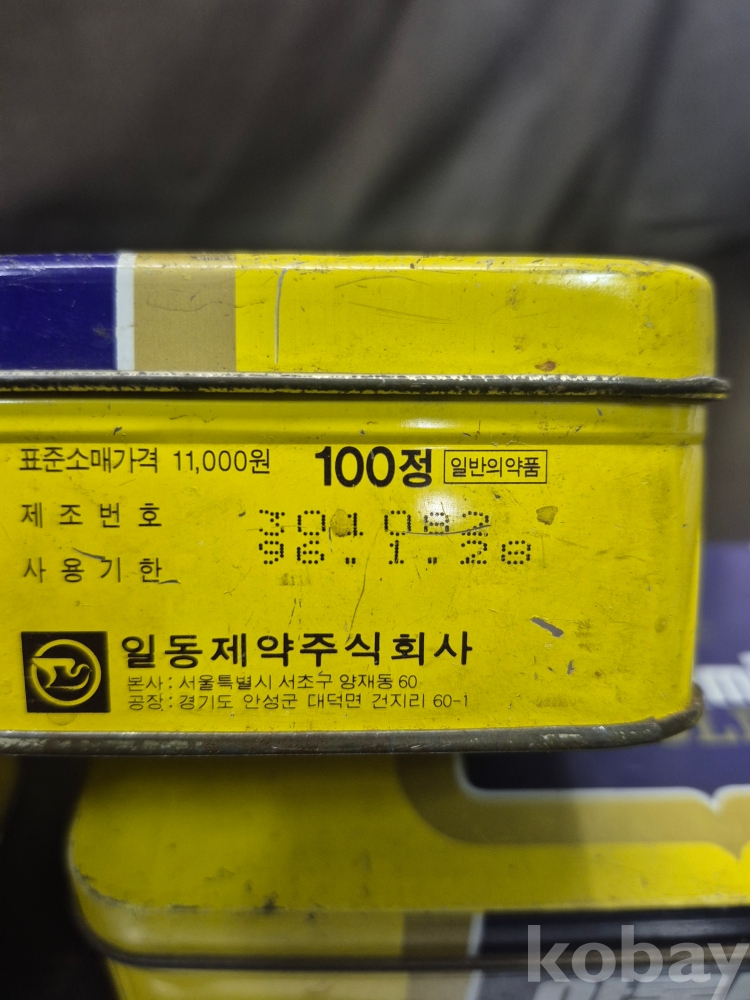 표준소매가격 11,000원 100정 일반의약품
제조번호 301082
사용기한 98.1.28
일동제약주식회사
본사: 서울특별시 서초구 양재동 60
공장: 경기도 안성군 대덕면 건지리 60-1
kobay